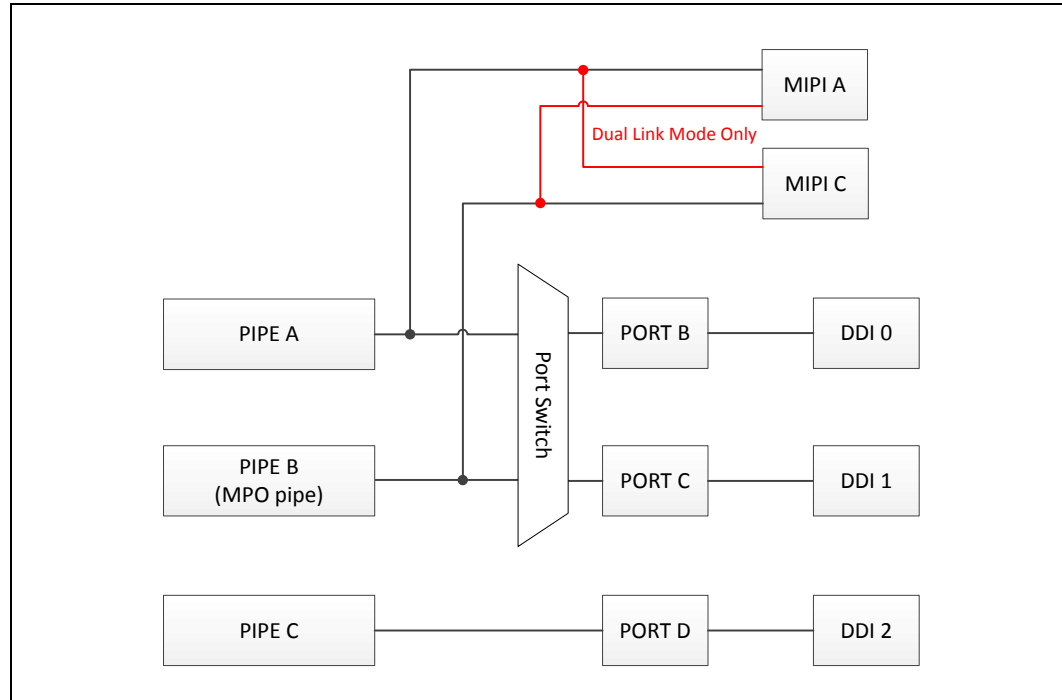 MIPI A
Dual Link Mode Only
MIPI C
PIPE A
Port Switch
PORT B
DDI 0
PIPE B
(MPO pipe)
PORT C
DDI 1
PIPE C
PORT D
DDI 2